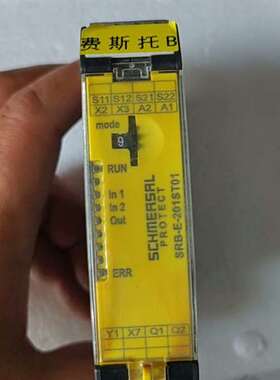 费斯托B
S11 S12 S21 S22
X2 X3 A2 A1
mode
9
RUN
In 1
In 2
Out
ERR
SCHMERSAL
PROTECT
SRB-E-201ST01
Y1 X7 Q1 Q2